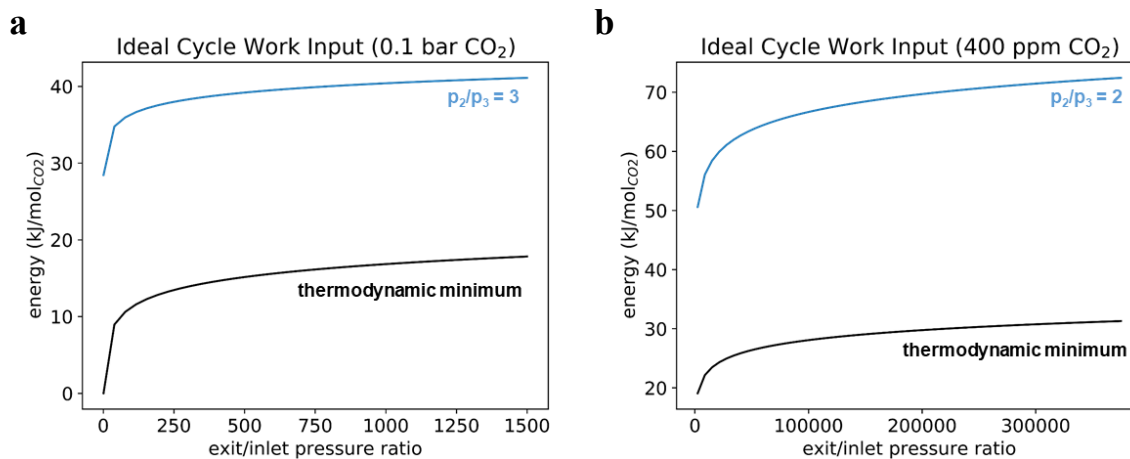 a
Ideal Cycle Work Input (0.1 bar CO₂)
energy (kJ/mol_CO2)
40
30
20
10
0
p₂/p₃ = 3
thermodynamic minimum
0 250 500 750 1000 1250 1500
exit/inlet pressure ratio
b
Ideal Cycle Work Input (400 ppm CO₂)
energy (kJ/mol_CO2)
70
60
50
40
30
20
p₂/p₃ = 2
thermodynamic minimum
0 100000 200000 300000
exit/inlet pressure ratio